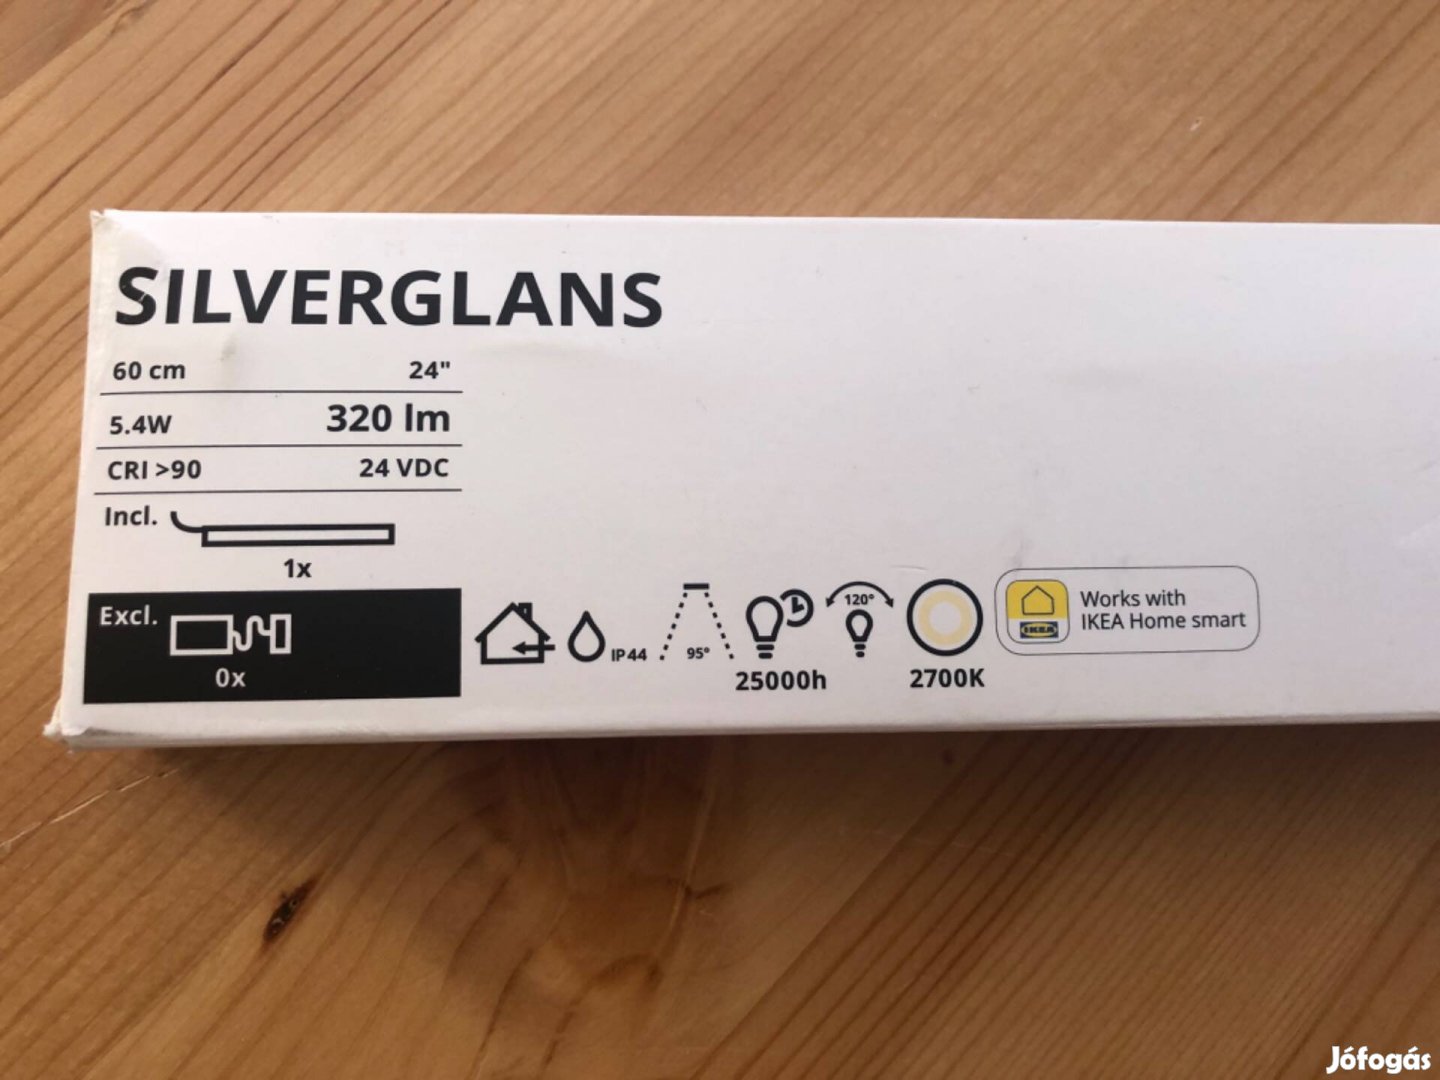 SILVERGLANS
60 cm 24"
5.4W 320 lm
CRI >90 24 VDC
Incl.
1x
Excl.
0x
IP44
95°
25000h
120°
2700K
IKEA
Works with
IKEA Home smart
Jófogás